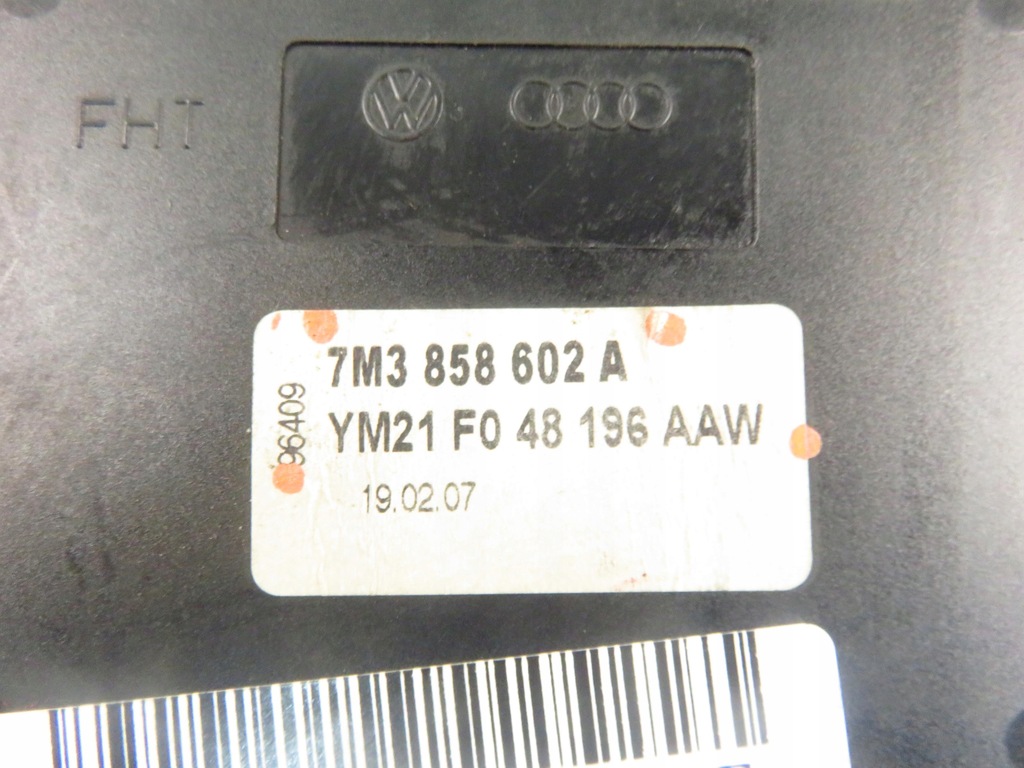 FHT
7M3 858 602 A
YM21 F0 48 196 AAW
96409
19.02.07